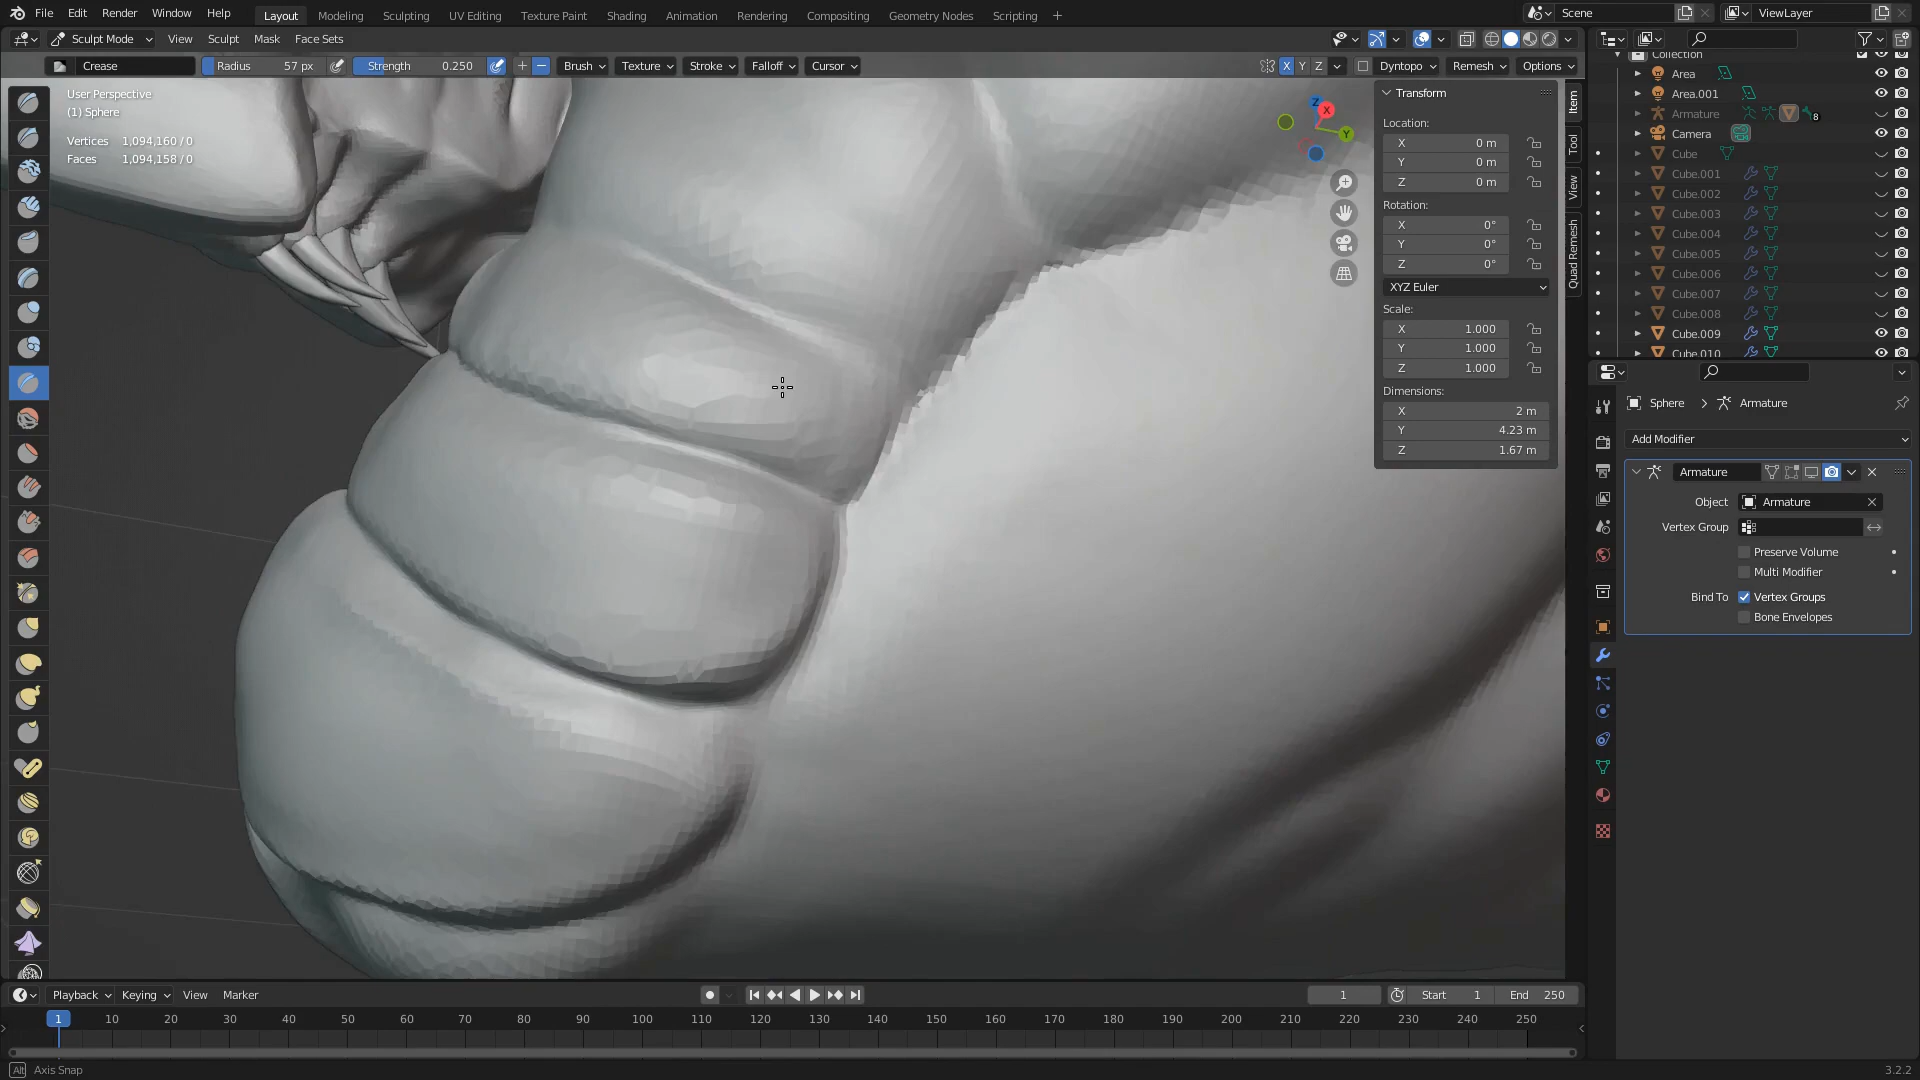 File Edit Render Window Help
Layout Modeling Sculpting UV Editing Texture Paint Shading Animation Rendering Compositing Geometry Nodes Scripting +
Scene
ViewLayer
Sculpt Mode View Sculpt Mask Face Sets
Crease Radius 57 px Strength 0.250 Brush Texture Stroke Falloff Cursor X Y Z Dyntopo Remesh Options
User Perspective
(1) Sphere
Vertices 1,094,160 / 0
Faces 1,094,158 / 0
Z
X
Y
Transform
Location:
X 0 m
Y 0 m
Z 0 m
Rotation:
X 0°
Y 0°
Z 0°
XYZ Euler
Scale:
X 1.000
Y 1.000
Z 1.000
Dimensions:
X 2 m
Y 4.23 m
Z 1.67 m
Item
Tool
View
Quad Remesh
Collection
Area
Area.001
Armature 8
Camera
Cube
Cube.001
Cube.002
Cube.003
Cube.004
Cube.005
Cube.006
Cube.007
Cube.008
Cube.009
Cube.010
Sphere > Armature
Add Modifier
Armature
Object Armature
Vertex Group
Preserve Volume
Multi Modifier
Bind To Vertex Groups
Bone Envelopes
Playback Keying View Marker
1 Start 1 End 250
1 10 20 30 40 50 60 70 80 90 100 110 120 130 140 150 160 170 180 190 200 210 220 230 240 250
Alt Axis Snap
3.2.2